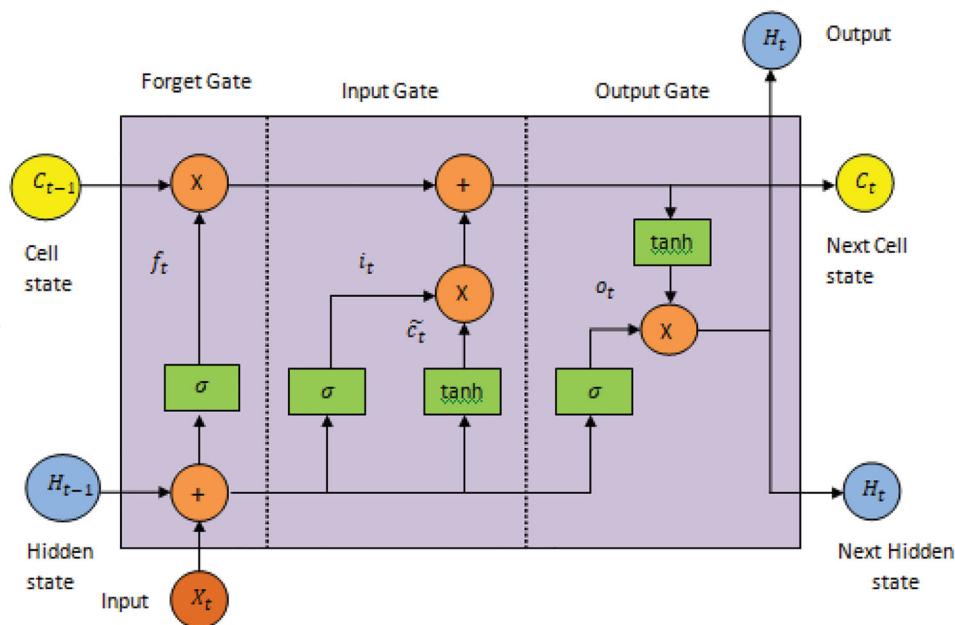 H_t
Output
Forget Gate
Input Gate
Output Gate
C_{t-1}
X
+
C_t
Cell
state
f_t
i_t
tanh
Next Cell
state
o_t
X
c̃_t
X
σ
σ
tanh
σ
H_{t-1}
+
H_t
Hidden
state
Next Hidden
state
Input
X_t